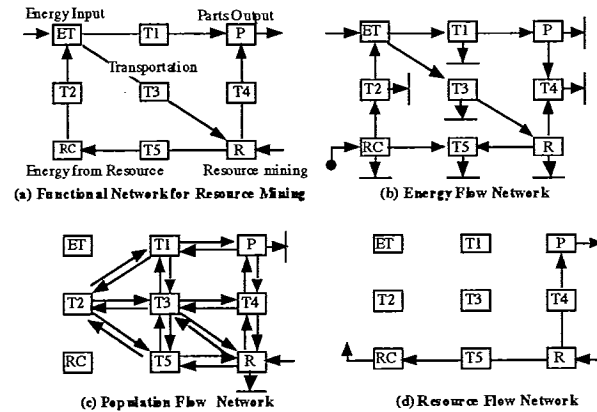 Energy Input
Parts Output
ET T1 P
Transportation
T2 T3 T4
RC T5 R
Energy from Resource
Resource mining
(a) Functional Network for Resource Mining
ET T1 P
T2 T3 T4
RC T5 R
(b) Energy Flow Network
ET T1 P
T2 T3 T4
RC T5 R
(c) Population Flow Network
ET T1 P
T2 T3 T4
RC T5 R
(d) Resource Flow Network